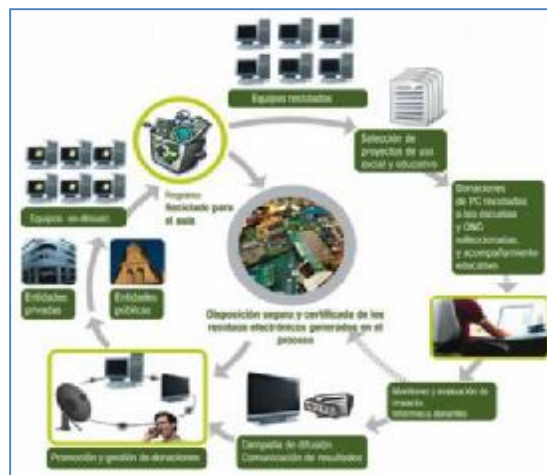 Equipos reciclados
Selección de
proyectos de uso
social y educativo
Equipos en desuso
Programa
Reciclado para
el aula
Donaciones
de PC recicladas
a las escuelas
y ONG
seleccionadas,
y acompañamiento
educativo
Entidades
privadas
Entidades
públicas
Disposición segura y certificada de los
residuos electrónicos generados en el
proceso
Monitoreo y evaluación de
impacto
donantes
Campaña de difusión
Comunicación de resultados
Promoción y gestión de donaciones